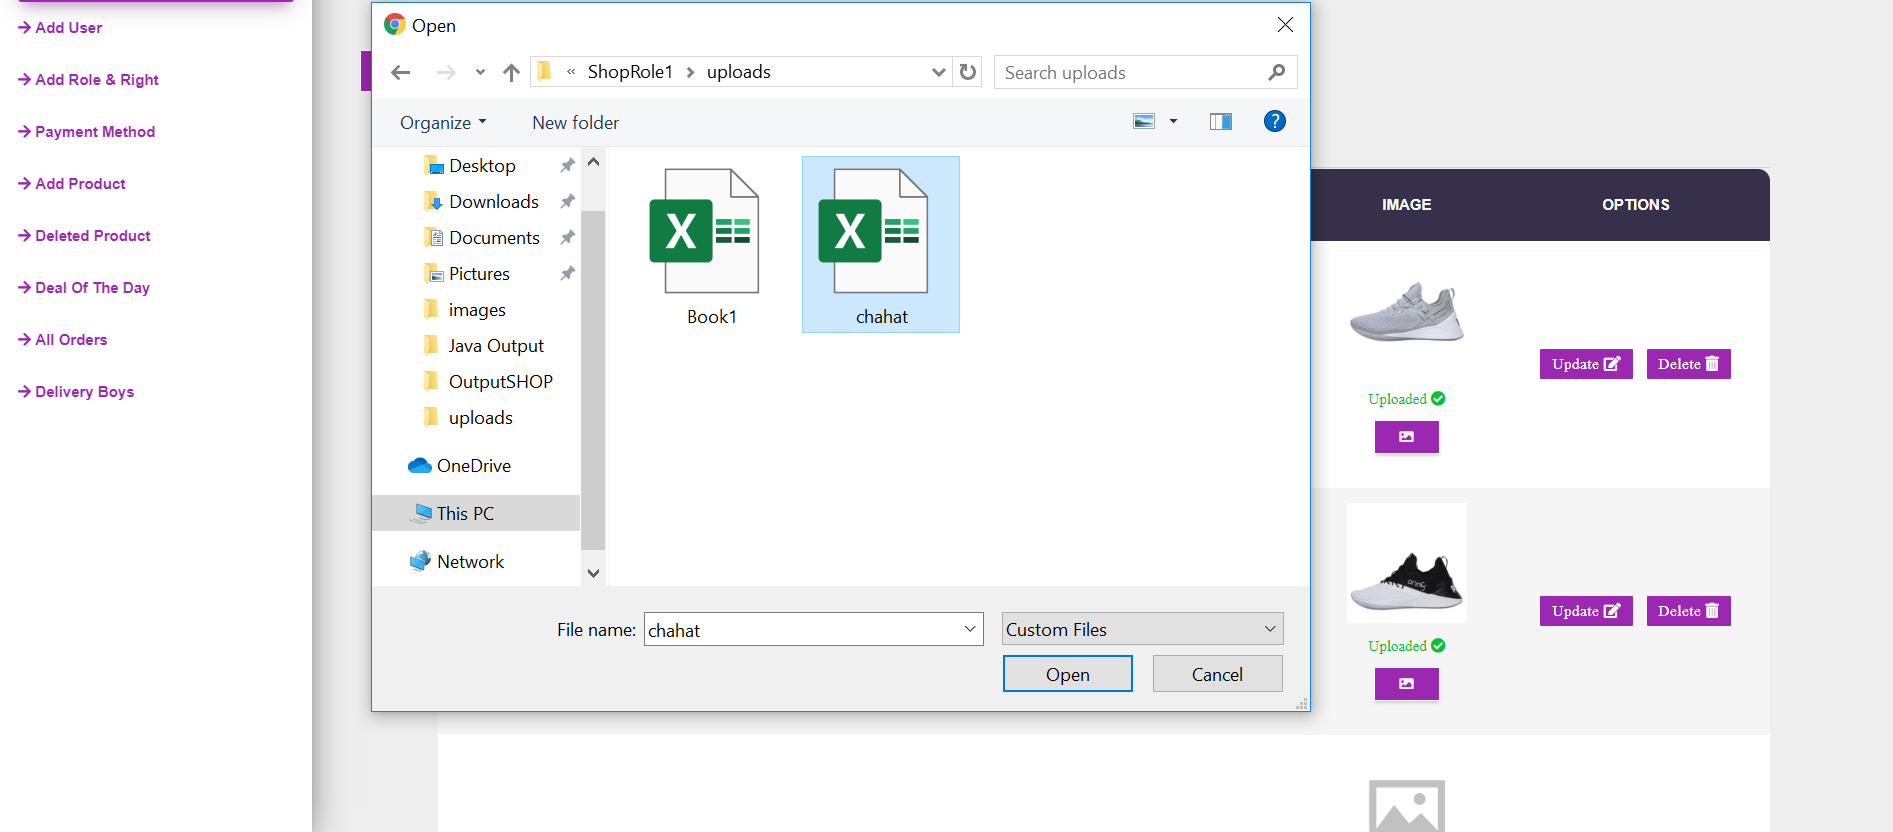 Add User
Add Role & Right
Payment Method
Add Product
Deleted Product
Deal Of The Day
All Orders
Delivery Boys
Open
« ShopRole1 > uploads
Search uploads
Organize
New folder
?
Desktop
Downloads
Documents
Pictures
images
Java Output
OutputSHOP
uploads
OneDrive
This PC
Network
X
Book1
X
chahat
File name: chahat
Custom Files
Open
Cancel
IMAGE
OPTIONS
Update
Delete
Uploaded
Update
Delete
Uploaded